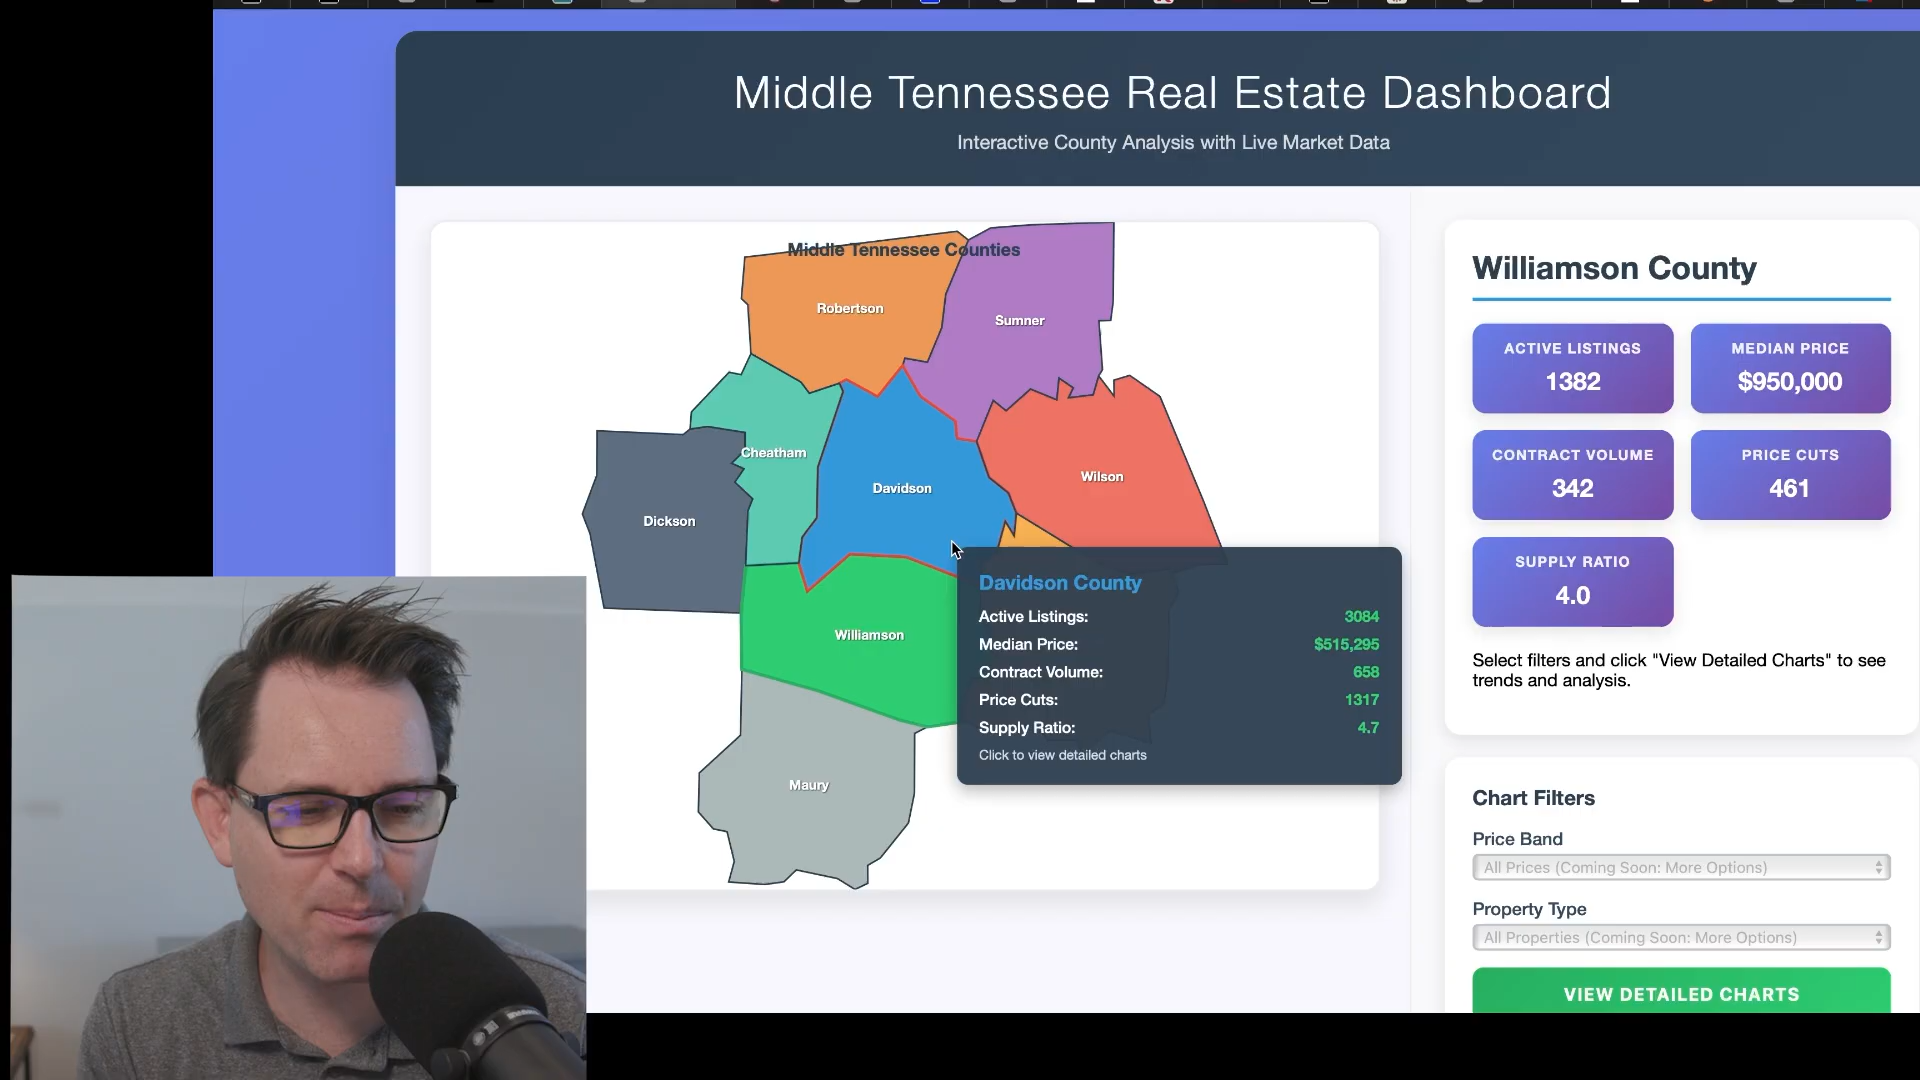 Middle Tennessee Real Estate Dashboard
Interactive County Analysis with Live Market Data
Middle Tennessee Counties
Robertson
Sumner
Cheatham
Davidson
Wilson
Dickson
Williamson
Maury
Davidson County
Active Listings: 3084
Median Price: $515,295
Contract Volume: 658
Price Cuts: 1317
Supply Ratio: 4.7
Click to view detailed charts
Williamson County
ACTIVE LISTINGS
1382
MEDIAN PRICE
$950,000
CONTRACT VOLUME
342
PRICE CUTS
461
SUPPLY RATIO
4.0
Select filters and click "View Detailed Charts" to see
trends and analysis.
Chart Filters
Price Band
All Prices (Coming Soon: More Options)
Property Type
All Properties (Coming Soon: More Options)
VIEW DETAILED CHARTS